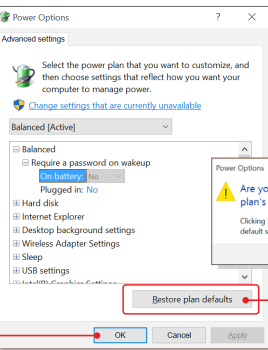 Power Options
Advanced settings
Select the power plan that you want to customize, and
then choose settings that reflect how you want your
computer to manage power.
Change settings that are currently unavailable
Balanced [Active]
Balanced
Require a password on wakeup
On battery: No
Plugged in: No
Hard disk
Internet Explorer
Desktop background settings
Wireless Adapter Settings
Sleep
USB settings
Intel(R) Graphics Settings
Power Options
Are you
plan's
Clicking
default s
Restore plan defaults
OK
Cancel
Apply